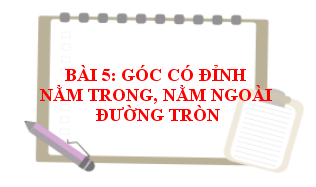 BÀI 5: GÓC CÓ ĐỈNH
NẰM TRONG, NẰM NGOÀI
ĐƯỜNG TRÒN